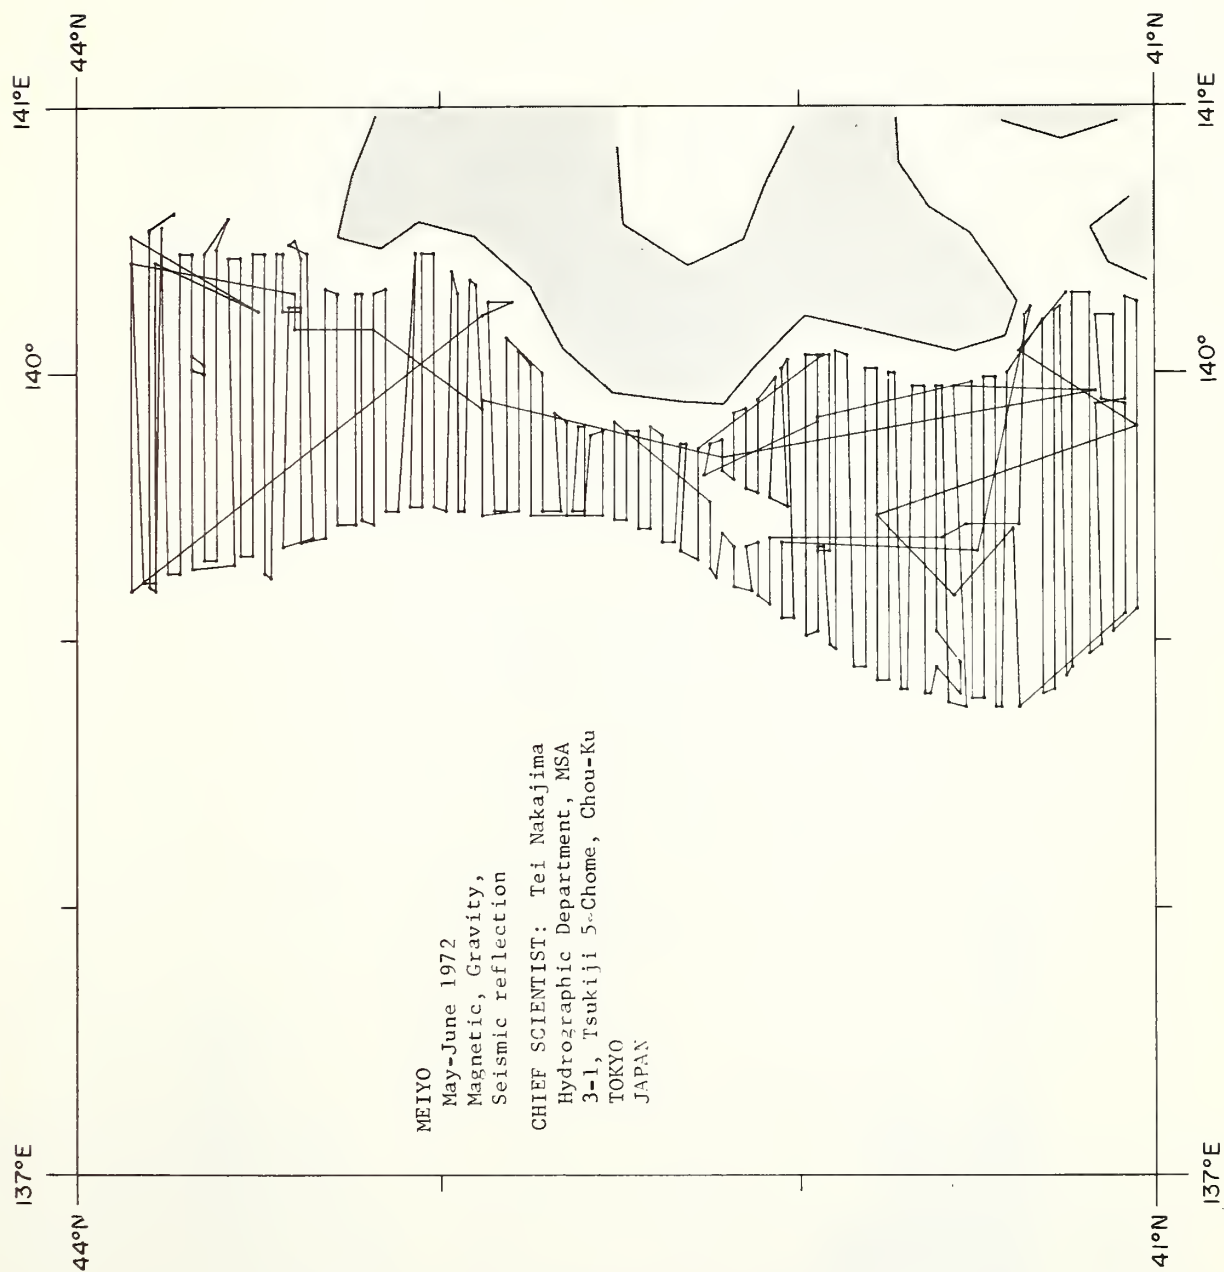 44°N
141°E
140°
137°E
44°N
41°N
141°E
140°
137°E
41°N
MEIYO
May-June 1972
Magnetic, Gravity,
Seismic reflection
CHIEF SCIENTIST: Tei Nakajima
Hydrographic Department, MSA
3-1, Tsukiji 5-Chome, Chou-Ku
TOKYO
JAPAN